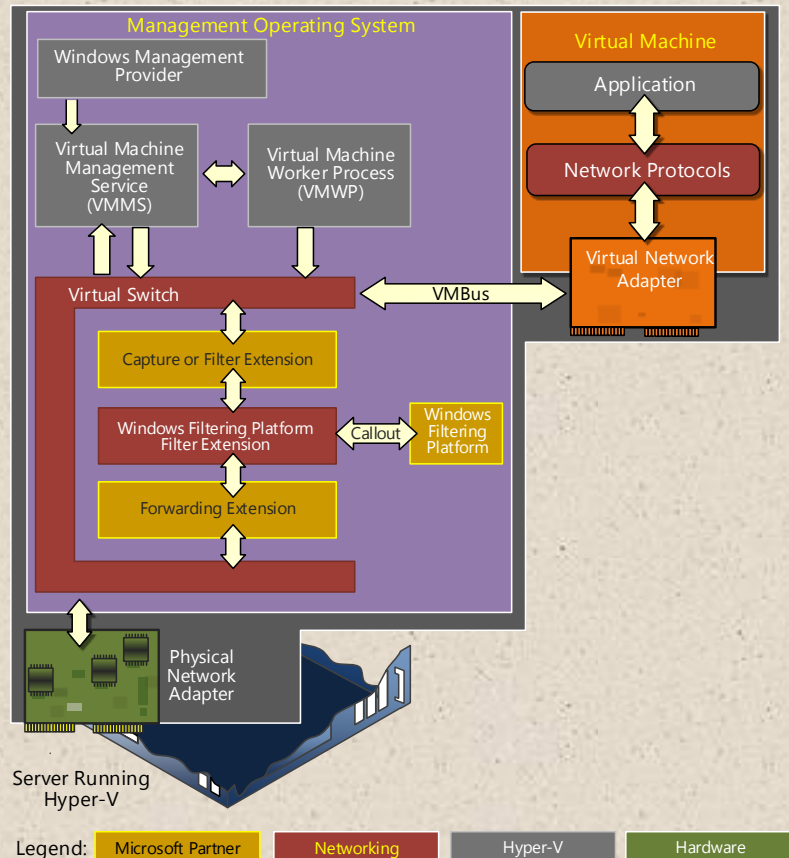 Management Operating System
Windows Management
Provider
Virtual Machine
Management
Service
(VMMS)
Virtual Machine
Worker Process
(VMWP)
Virtual Machine
Application
Network Protocols
Virtual Network
Adapter
VMBus
Virtual Switch
Capture or Filter Extension
Windows Filtering Platform
Filter Extension
Callout
Windows
Filtering
Platform
Forwarding Extension
Physical
Network
Adapter
Server Running
Hyper-V
Legend:
Microsoft Partner
Networking
Hyper-V
Hardware